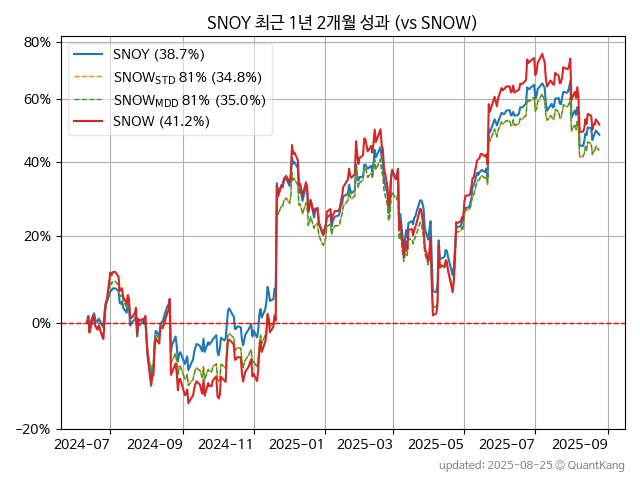 SNOY 최근 1년 2개월 성과 (vs SNOW)
80%
60%
40%
20%
0%
−20%
SNOY (38.7%)
SNOWSTD 81% (34.8%)
SNOWMDD 81% (35.0%)
SNOW (41.2%)
2024-07 2024-09 2024-11 2025-01 2025-03 2025-05 2025-07 2025-09
updated: 2025-08-25 © QuantKang